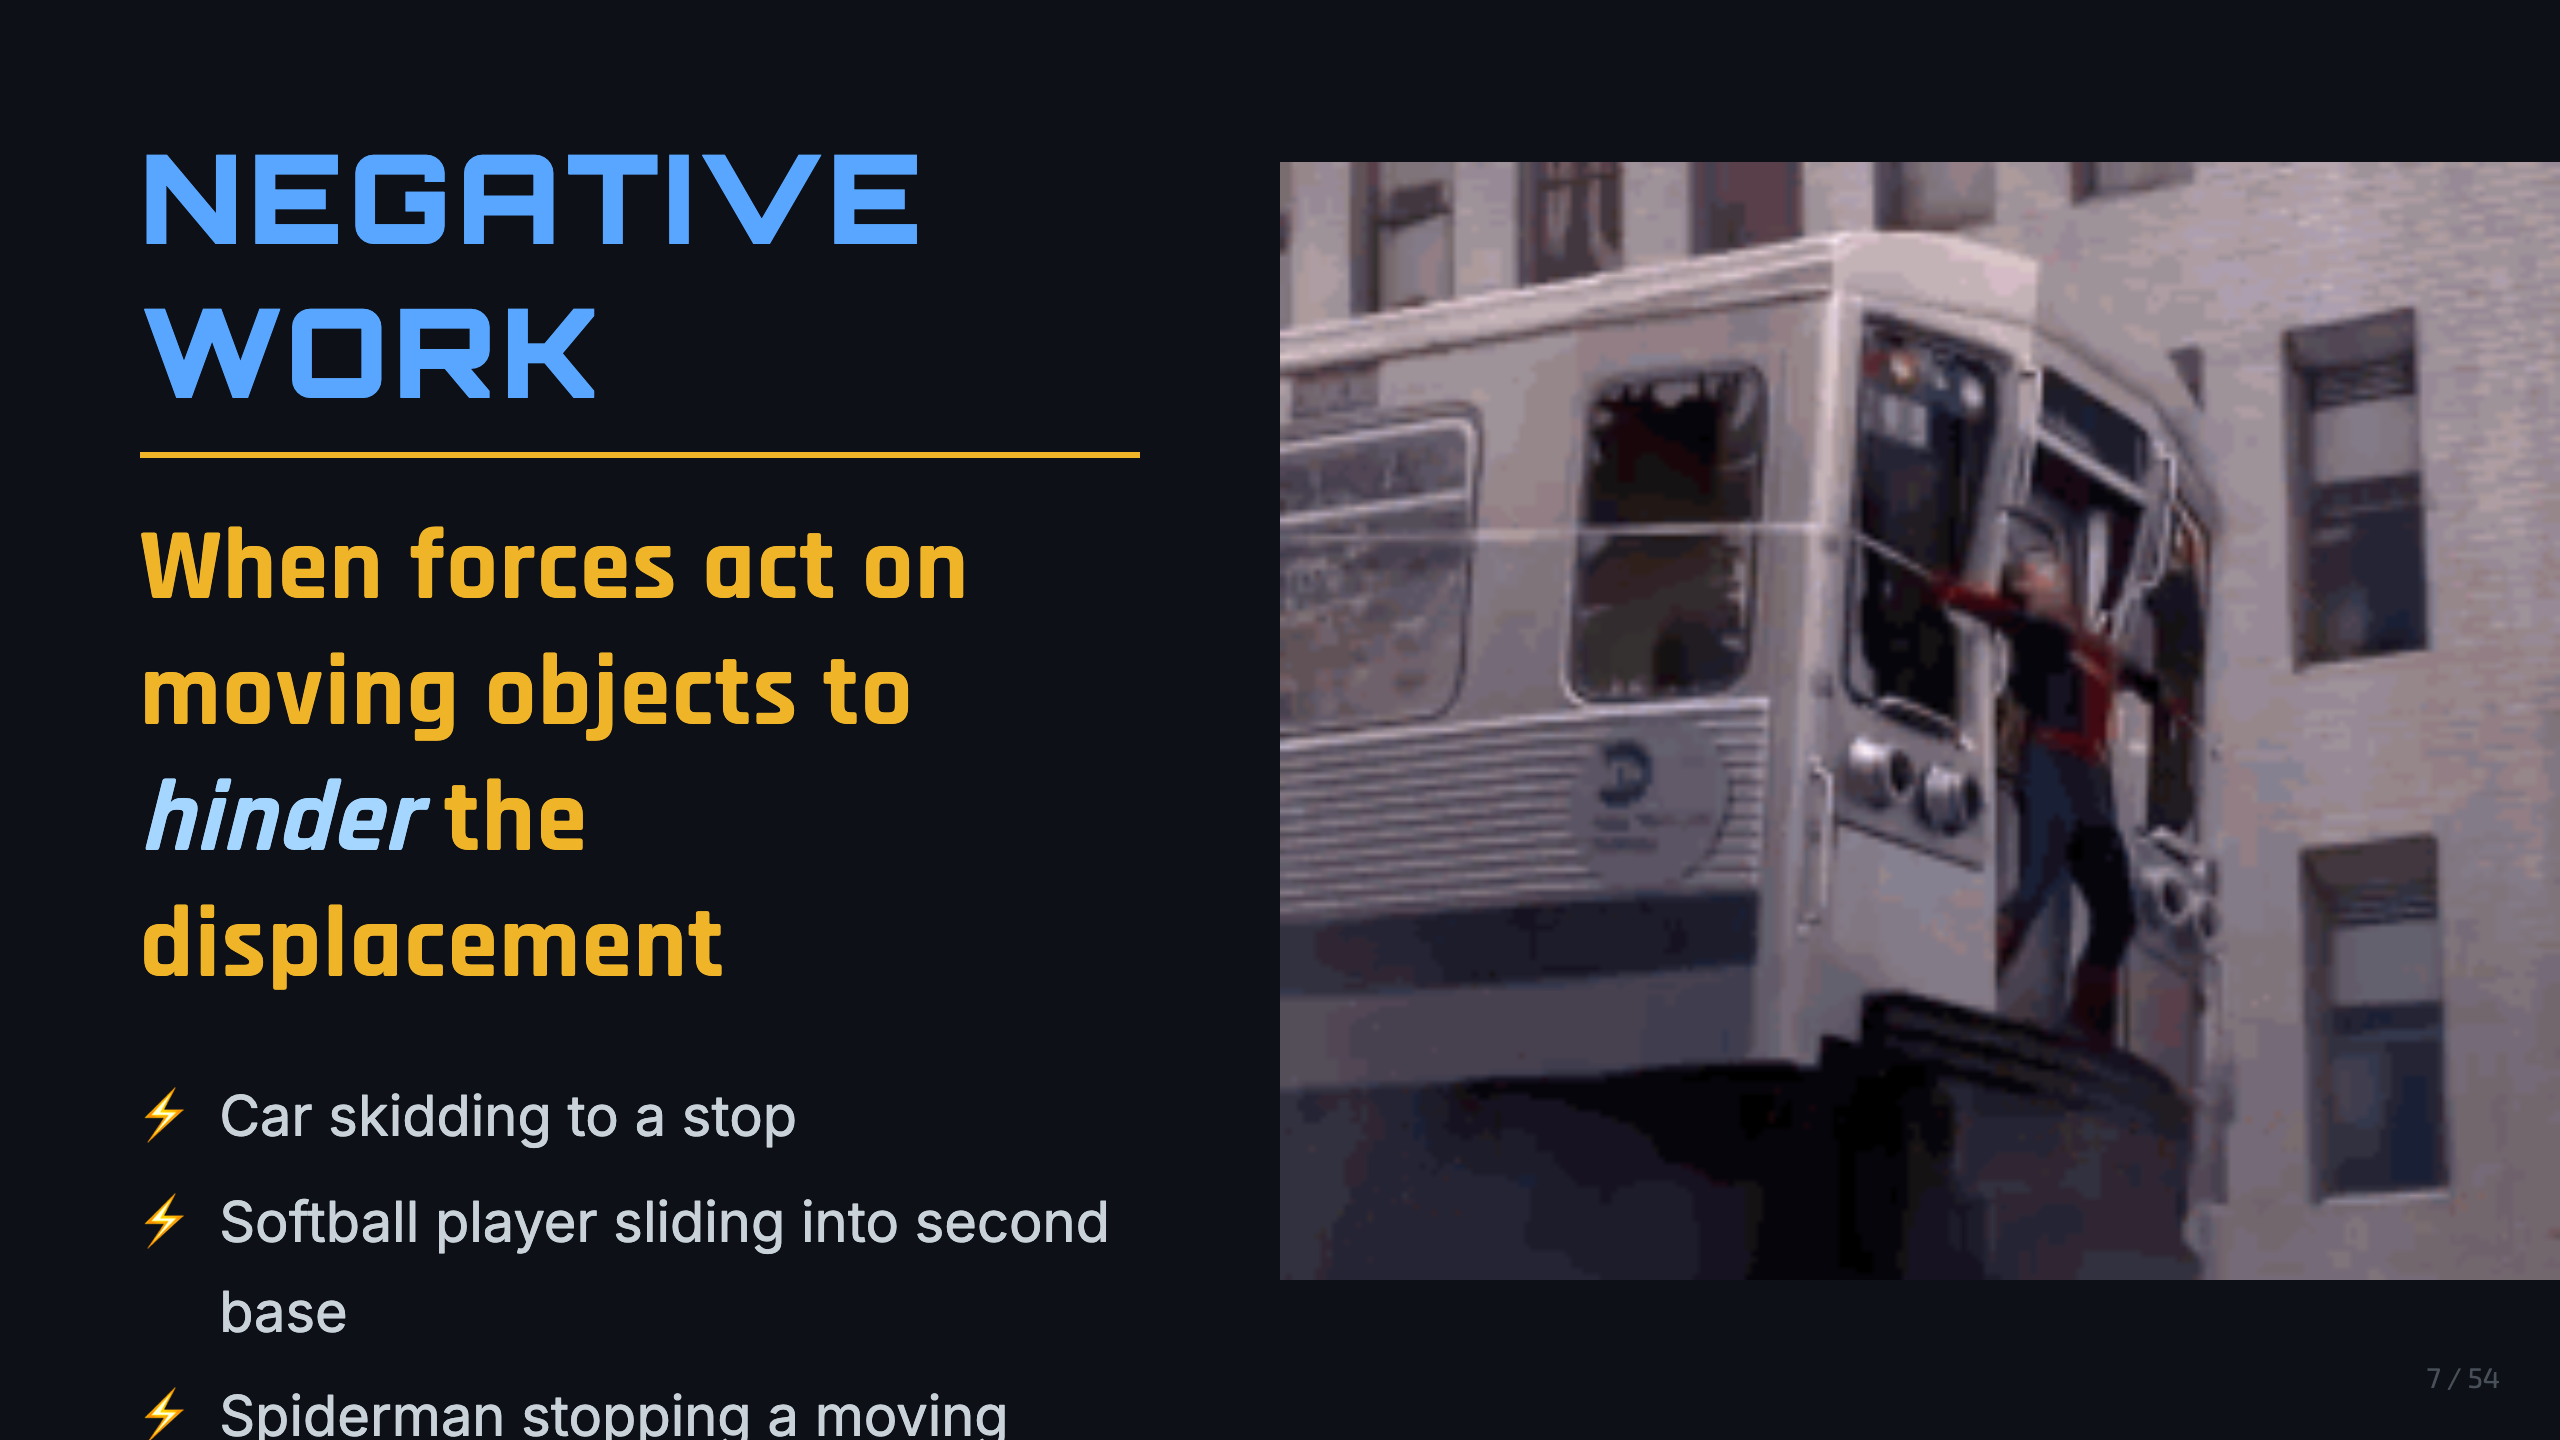 NEGATIVE
WORK
When forces act on
moving objects to
hinder the
displacement
⚡ Car skidding to a stop
⚡ Softball player sliding into second
base
⚡ Spiderman stopping a moving
7 / 54